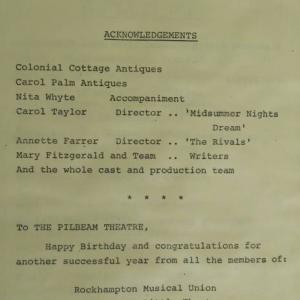 ACKNOWLEDGEMENTS
Colonial Cottage Antiques
Carol Palm Antiques
Nita Whyte Accompaniment
Carol Taylor Director .. 'Midsummer Nights
Dream'
Annette Farrer Director .. 'The Rivals'
Mary Fitzgerald and Team .. Writers
And the whole cast and production team
* * * *
To THE PILBEAM THEATRE,
Happy Birthday and congratulations for
another successful year from all the members of:
Rockhampton Musical Union